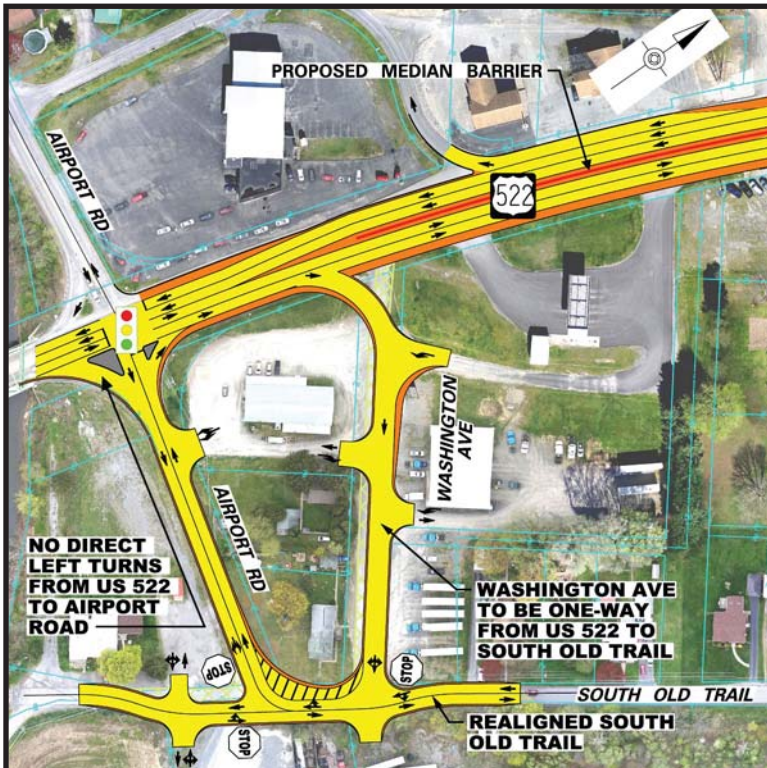 PROPOSED MEDIAN BARRIER
AIRPORT RD
522
WASHINGTON
AVE
AIRPORT RD
NO DIRECT
LEFT TURNS
FROM US 522
TO AIRPORT
ROAD
WASHINGTON AVE
TO BE ONE-WAY
FROM US 522 TO
SOUTH OLD TRAIL
STOP
STOP
SOUTH OLD TRAIL
REALIGNED SOUTH
OLD TRAIL
STOP